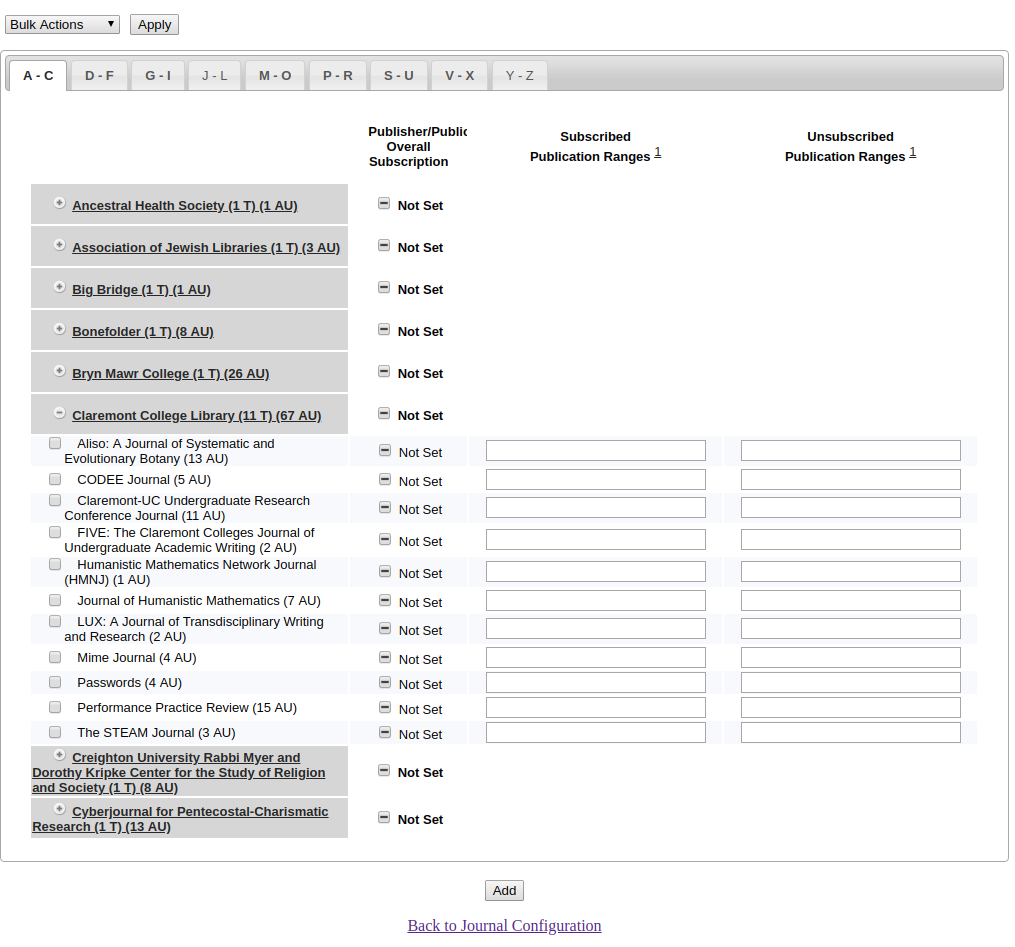 Bulk Actions Apply
A - C D - F G - I J - L M - O P - R S - U V - X Y - Z
Publisher/Public
Overall
Subscription
Subscribed
Publication Ranges 1
Unsubscribed
Publication Ranges 1
Ancestral Health Society (1 T) (1 AU) Not Set
Association of Jewish Libraries (1 T) (3 AU) Not Set
Big Bridge (1 T) (1 AU) Not Set
Bonefolder (1 T) (8 AU) Not Set
Bryn Mawr College (1 T) (26 AU) Not Set
Claremont College Library (11 T) (67 AU) Not Set
Aliso: A Journal of Systematic and
Evolutionary Botany (13 AU) Not Set
CODEE Journal (5 AU) Not Set
Claremont-UC Undergraduate Research
Conference Journal (11 AU) Not Set
FIVE: The Claremont Colleges Journal of
Undergraduate Academic Writing (2 AU) Not Set
Humanistic Mathematics Network Journal
(HMNJ) (1 AU) Not Set
Journal of Humanistic Mathematics (7 AU) Not Set
LUX: A Journal of Transdisciplinary Writing
and Research (2 AU) Not Set
Mime Journal (4 AU) Not Set
Passwords (4 AU) Not Set
Performance Practice Review (15 AU) Not Set
The STEAM Journal (3 AU) Not Set
Creighton University Rabbi Myer and
Dorothy Kripke Center for the Study of Religion
and Society (1 T) (8 AU) Not Set
Cyberjournal for Pentecostal-Charismatic
Research (1 T) (13 AU) Not Set
Add
Back to Journal Configuration